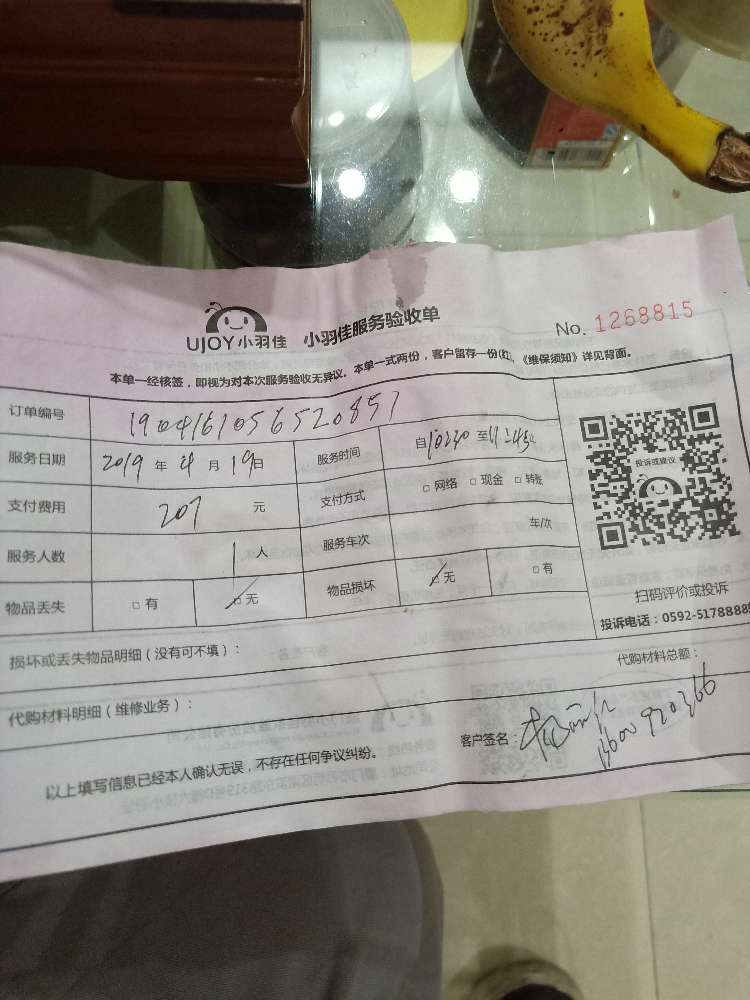 UJOY小羽佳 小羽佳服务验收单 No. 1268815
本单一经核签，即视为对本次服务验收无异议。本单一式两份，客户留存一份(红)，《维保须知》详见背面。
订单编号 1904161056520851
服务日期 2019 年 4 月 19 日 服务时间 自 10:30 至
支付费用 207 元 支付方式 □ 网络 □ 现金 □ 转账
服务人数 1 人 服务车次 车/次
物品丢失 □ 有 □ 无 物品损坏 □ 无 □ 有
投诉或建议
扫码评价或投诉
投诉电话：0592-5178888
损坏或丢失物品明细（没有可不填）：
代购材料明细（维修业务）： 代购材料总额：
以上填写信息已经本人确认无误，不存在任何争议纠纷。 客户签名： 13600920366